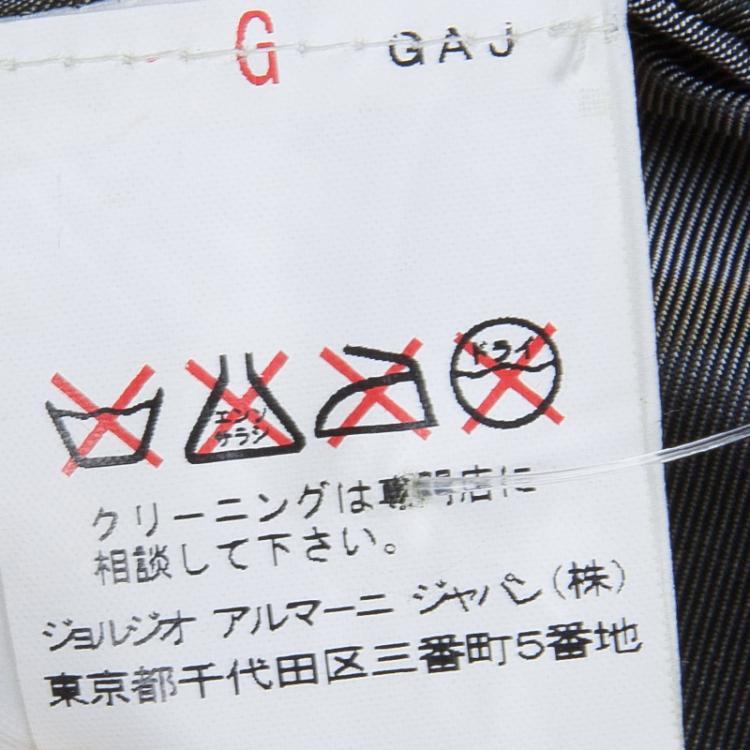 G GAJ
エンソ
サラシ
ドライ
クリーニングは専門店に
相談して下さい。
ジョルジオ アルマーニ ジャパン(株)
東京都千代田区三番町5番地